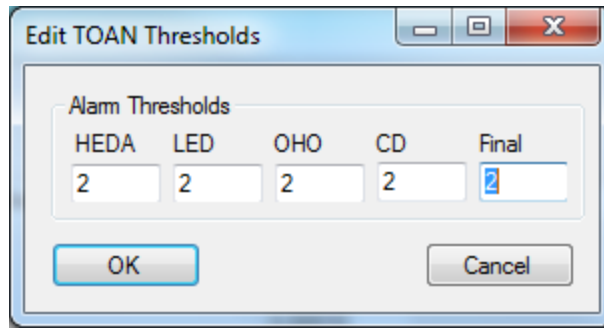 Edit TOAN Thresholds
Alarm Thresholds
HEDA LED OHO CD Final
2 2 2 2 2
OK Cancel